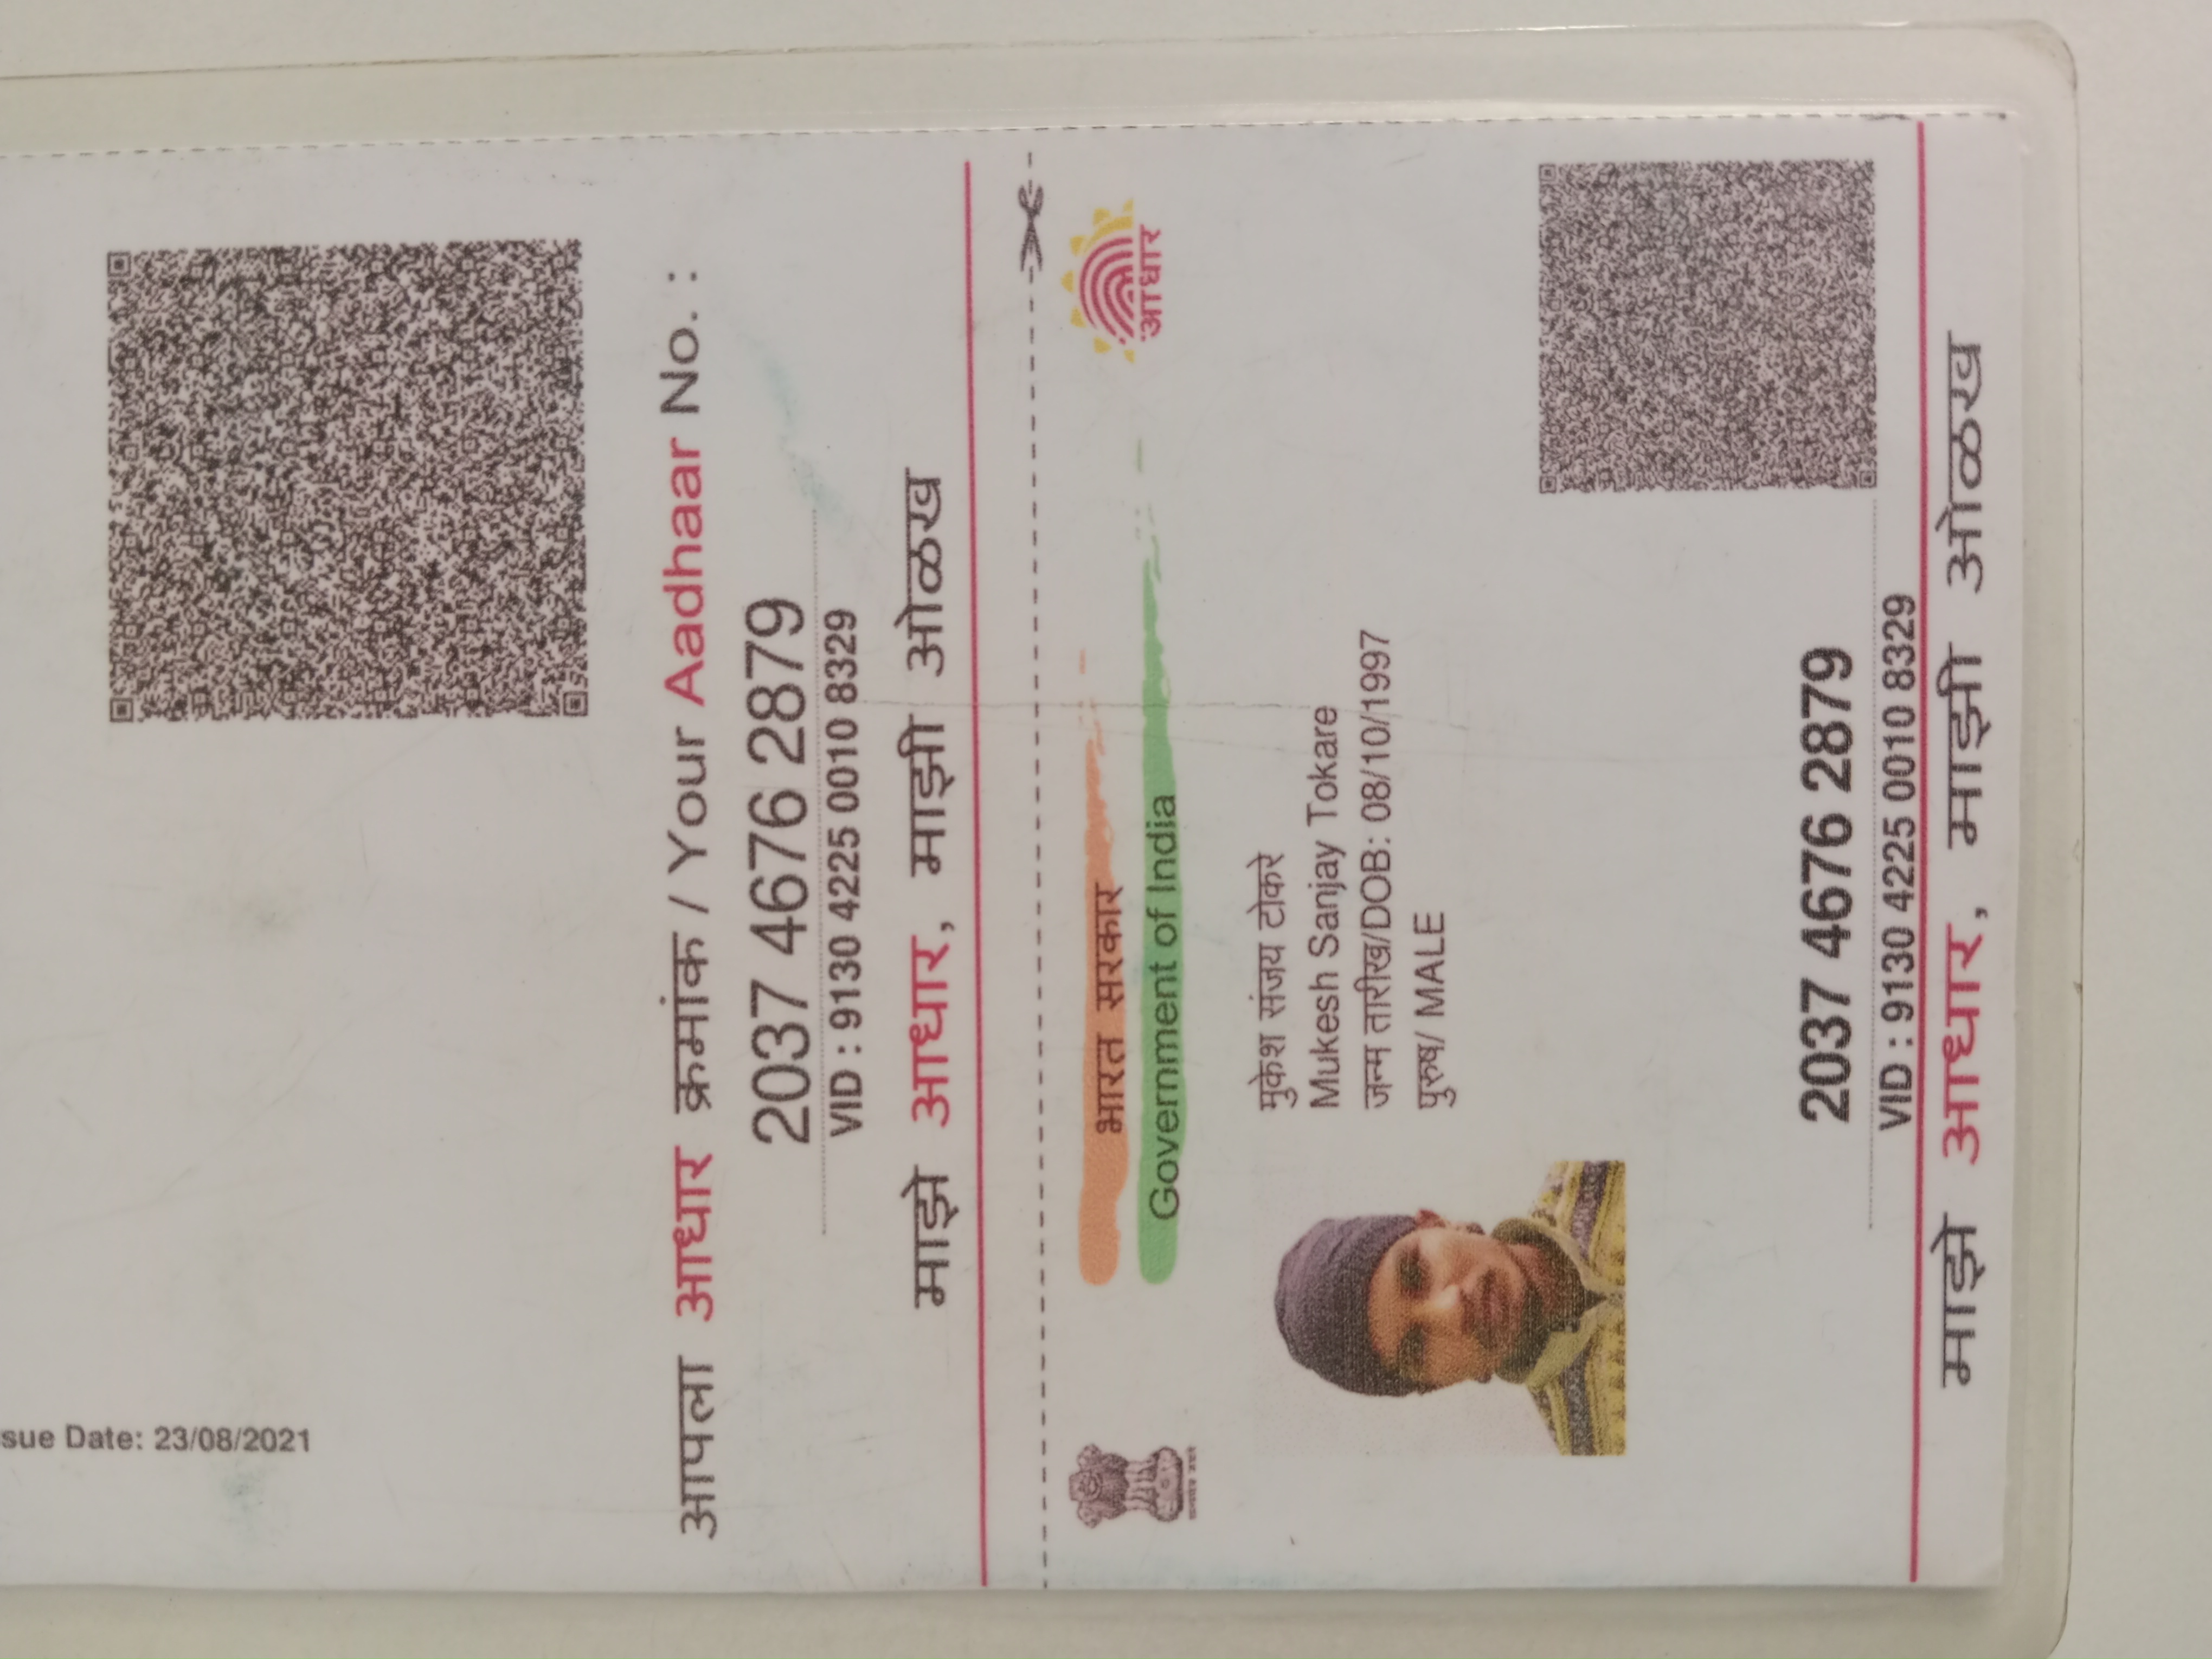 sue Date: 23/08/2021
आपला आधार क्रमांक / Your Aadhaar No. :
2037 4676 2879
VID : 9130 4225 0010 8329
माझे आधार, माझी ओळख
भारत सरकार
Government of India
आधार
मुकेश संजय टोकरे
Mukesh Sanjay Tokare
जन्म तारीख/DOB: 08/10/1997
पुरुष/ MALE
2037 4676 2879
VID : 9130 4225 0010 8329
माझे आधार, माझी ओळख